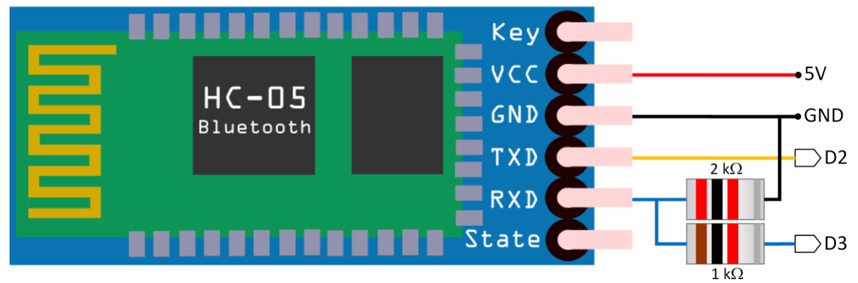 Key
VCC
5V
HC-05
GND
GND
Bluetooth
TXD
D2
2 kΩ
RXD
State
D3
1 kΩ